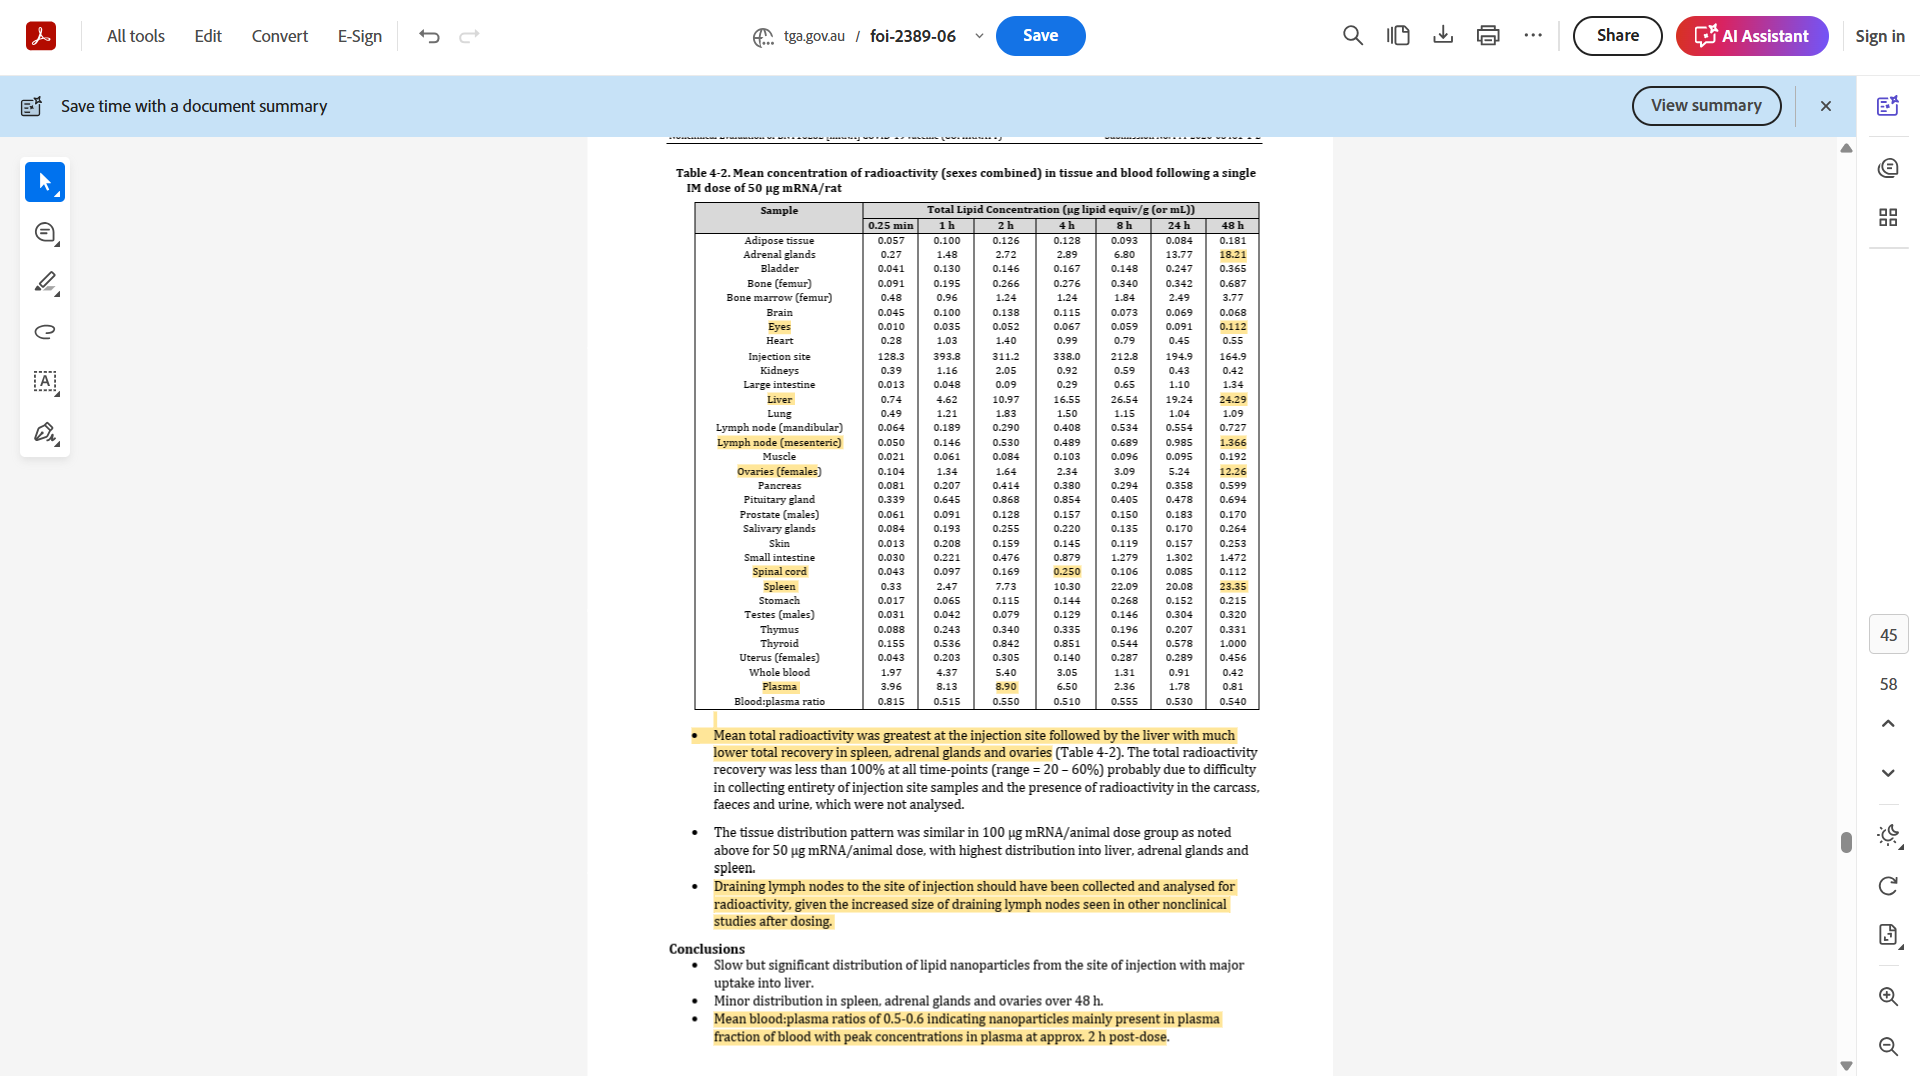 All tools Edit Convert E-Sign tga.gov.au / foi-2389-06 Save Share AI Assistant Sign in
Save time with a document summary View summary
Table 4-2. Mean concentration of radioactivity (sexes combined) in tissue and blood following a single
IM dose of 50 µg mRNA/rat
Sample Total Lipid Concentration (µg lipid equiv/g (or mL))
0.25 min 1 h 2 h 4 h 8 h 24 h 48 h
Adipose tissue 0.057 0.100 0.126 0.128 0.093 0.084 0.181
Adrenal glands 0.27 1.48 2.72 2.89 6.80 13.77 18.21
Bladder 0.041 0.130 0.146 0.167 0.148 0.247 0.365
Bone (femur) 0.091 0.195 0.266 0.276 0.340 0.342 0.687
Bone marrow (femur) 0.48 0.96 1.24 1.24 1.84 2.49 3.77
Brain 0.045 0.100 0.138 0.115 0.073 0.069 0.068
Eyes 0.010 0.035 0.052 0.067 0.059 0.091 0.112
Heart 0.28 1.03 1.40 0.99 0.79 0.45 0.55
Injection site 128.3 393.8 311.2 338.0 212.8 194.9 164.9
Kidneys 0.39 1.16 2.05 0.92 0.59 0.43 0.42
Large intestine 0.013 0.048 0.09 0.29 0.65 1.10 1.34
Liver 0.74 4.62 10.97 16.55 26.54 19.24 24.29
Lung 0.49 1.21 1.83 1.50 1.15 1.04 1.09
Lymph node (mandibular) 0.064 0.189 0.290 0.408 0.534 0.554 0.727
Lymph node (mesenteric) 0.050 0.146 0.530 0.489 0.689 0.985 1.366
Muscle 0.021 0.061 0.084 0.103 0.096 0.095 0.192
Ovaries (females) 0.104 1.34 1.64 2.34 3.09 5.24 12.26
Pancreas 0.081 0.207 0.414 0.380 0.294 0.358 0.599
Pituitary gland 0.339 0.645 0.868 0.854 0.405 0.478 0.694
Prostate (males) 0.061 0.091 0.128 0.157 0.150 0.183 0.170
Salivary glands 0.084 0.193 0.255 0.220 0.135 0.170 0.264
Skin 0.013 0.208 0.159 0.145 0.119 0.157 0.253
Small intestine 0.030 0.221 0.476 0.879 1.279 1.302 1.472
Spinal cord 0.043 0.097 0.169 0.250 0.106 0.085 0.112
Spleen 0.33 2.47 7.73 10.30 22.09 20.08 23.35
Stomach 0.017 0.065 0.115 0.144 0.268 0.152 0.215
Testes (males) 0.031 0.042 0.079 0.129 0.146 0.304 0.320
Thymus 0.088 0.243 0.340 0.335 0.196 0.207 0.331
Thyroid 0.155 0.536 0.842 0.851 0.544 0.578 1.000
Uterus (females) 0.043 0.203 0.305 0.140 0.287 0.289 0.456
Whole blood 1.97 4.37 5.40 3.05 1.31 0.91 0.42
Plasma 3.96 8.13 8.90 6.50 2.36 1.78 0.81
Blood:plasma ratio 0.815 0.515 0.550 0.510 0.555 0.530 0.540
• Mean total radioactivity was greatest at the injection site followed by the liver with much
lower total recovery in spleen, adrenal glands and ovaries (Table 4-2). The total radioactivity
recovery was less than 100% at all time-points (range = 20 – 60%) probably due to difficulty
in collecting entirety of injection site samples and the presence of radioactivity in the carcass,
faeces and urine, which were not analysed.
• The tissue distribution pattern was similar in 100 µg mRNA/animal dose group as noted
above for 50 µg mRNA/animal dose, with highest distribution into liver, adrenal glands and
spleen.
• Draining lymph nodes to the site of injection should have been collected and analysed for
radioactivity, given the increased size of draining lymph nodes seen in other nonclinical
studies after dosing.
Conclusions
• Slow but significant distribution of lipid nanoparticles from the site of injection with major
uptake into liver.
• Minor distribution in spleen, adrenal glands and ovaries over 48 h.
• Mean blood:plasma ratios of 0.5-0.6 indicating nanoparticles mainly present in plasma
fraction of blood with peak concentrations in plasma at approx. 2 h post-dose.
45
58